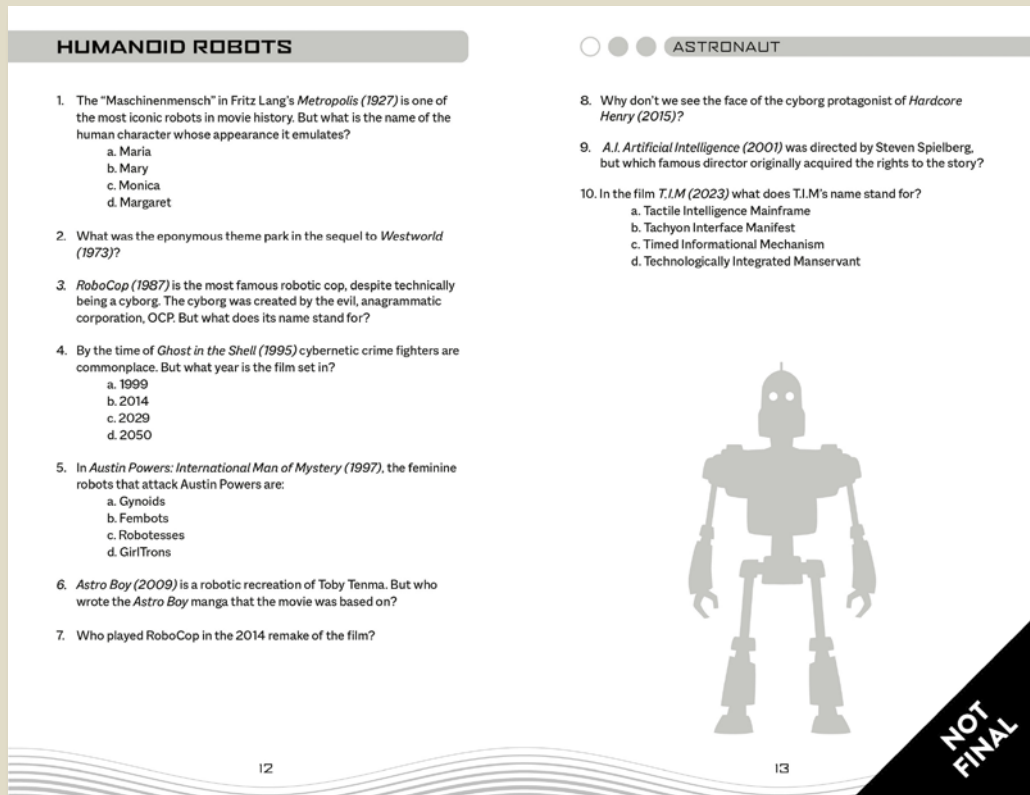 HUMANOID ROBOTS
1. The “Maschinenmensch” in Fritz Lang’s Metropolis (1927) is one of
the most iconic robots in movie history. But what is the name of the
human character whose appearance it emulates?
a. Maria
b. Mary
c. Monica
d. Margaret
2. What was the eponymous theme park in the sequel to Westworld
(1973)?
3. RoboCop (1987) is the most famous robotic cop, despite technically
being a cyborg. The cyborg was created by the evil, anagrammatic
corporation, OCP. But what does its name stand for?
4. By the time of Ghost in the Shell (1995) cybernetic crime fighters are
commonplace. But what year is the film set in?
a. 1999
b. 2014
c. 2029
d. 2050
5. In Austin Powers: International Man of Mystery (1997), the feminine
robots that attack Austin Powers are:
a. Gynoids
b. Fembots
c. Robotesses
d. GirlTrons
6. Astro Boy (2009) is a robotic recreation of Toby Tenma. But who
wrote the Astro Boy manga that the movie was based on?
7. Who played RoboCop in the 2014 remake of the film?
12
ASTRONAUT
8. Why don’t we see the face of the cyborg protagonist of Hardcore
Henry (2015)?
9. A.I. Artificial Intelligence (2001) was directed by Steven Spielberg,
but which famous director originally acquired the rights to the story?
10. In the film T.I.M (2023) what does T.I.M’s name stand for?
a. Tactile Intelligence Mainframe
b. Tachyon Interface Manifest
c. Timed Informational Mechanism
d. Technologically Integrated Manservant
13
NOT
FINAL